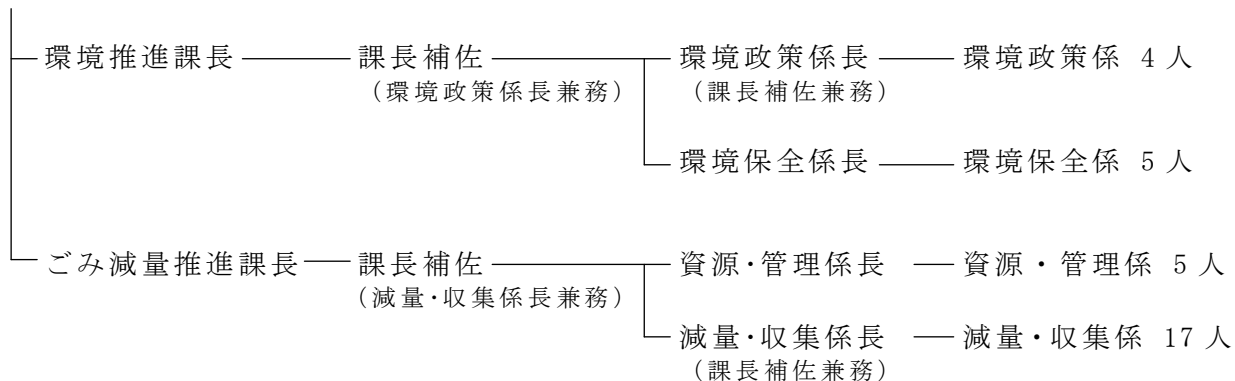 環境推進課長 課長補佐 環境政策係長 環境政策係 4人
(環境政策係長兼務) (課長補佐兼務)
環境保全係長 環境保全係 5人
ごみ減量推進課長 課長補佐 資源・管理係長 資源・管理係 5人
(減量・収集係長兼務)
減量・収集係長 減量・収集係 17人
(課長補佐兼務)